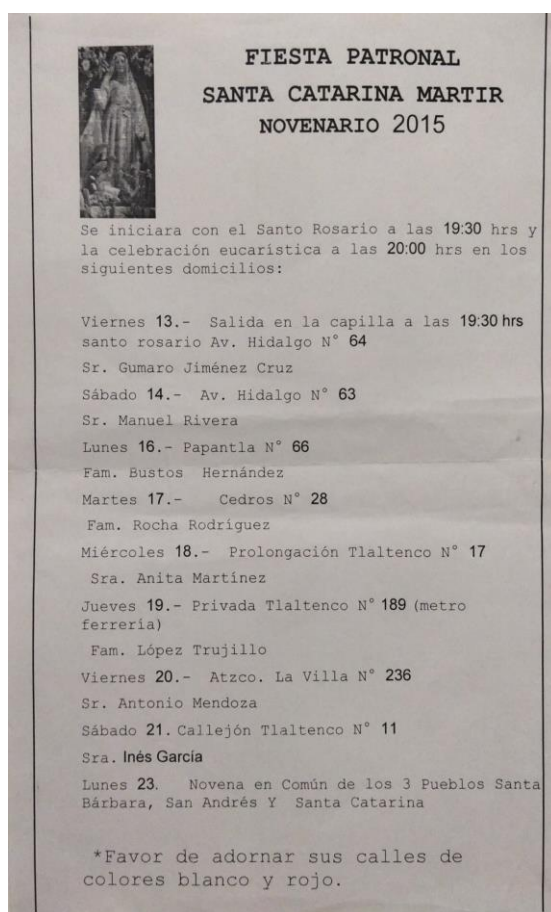 FIESTA PATRONAL
SANTA CATARINA MARTIR
NOVENARIO 2015
Se iniciara con el Santo Rosario a las 19:30 hrs y
la celebración eucarística a las 20:00 hrs en los
siguientes domicilios:
Viernes 13.- Salida en la capilla a las 19:30 hrs
santo rosario Av. Hidalgo N° 64
Sr. Gumaro Jiménez Cruz
Sábado 14.- Av. Hidalgo N° 63
Sr. Manuel Rivera
Lunes 16.- Papantla N° 66
Fam. Bustos Hernández
Martes 17.- Cedros N° 28
Fam. Rocha Rodríguez
Miércoles 18.- Prolongación Tlaltenco N° 17
Sra. Anita Martínez
Jueves 19.- Privada Tlaltenco N° 189 (metro
ferrería)
Fam. López Trujillo
Viernes 20.- Atzco. La Villa N° 236
Sr. Antonio Mendoza
Sábado 21. Callejón Tlaltenco N° 11
Sra. Inés García
Lunes 23. Novena en Común de los 3 Pueblos Santa
Bárbara, San Andrés Y Santa Catarina
*Favor de adornar sus calles de
colores blanco y rojo.